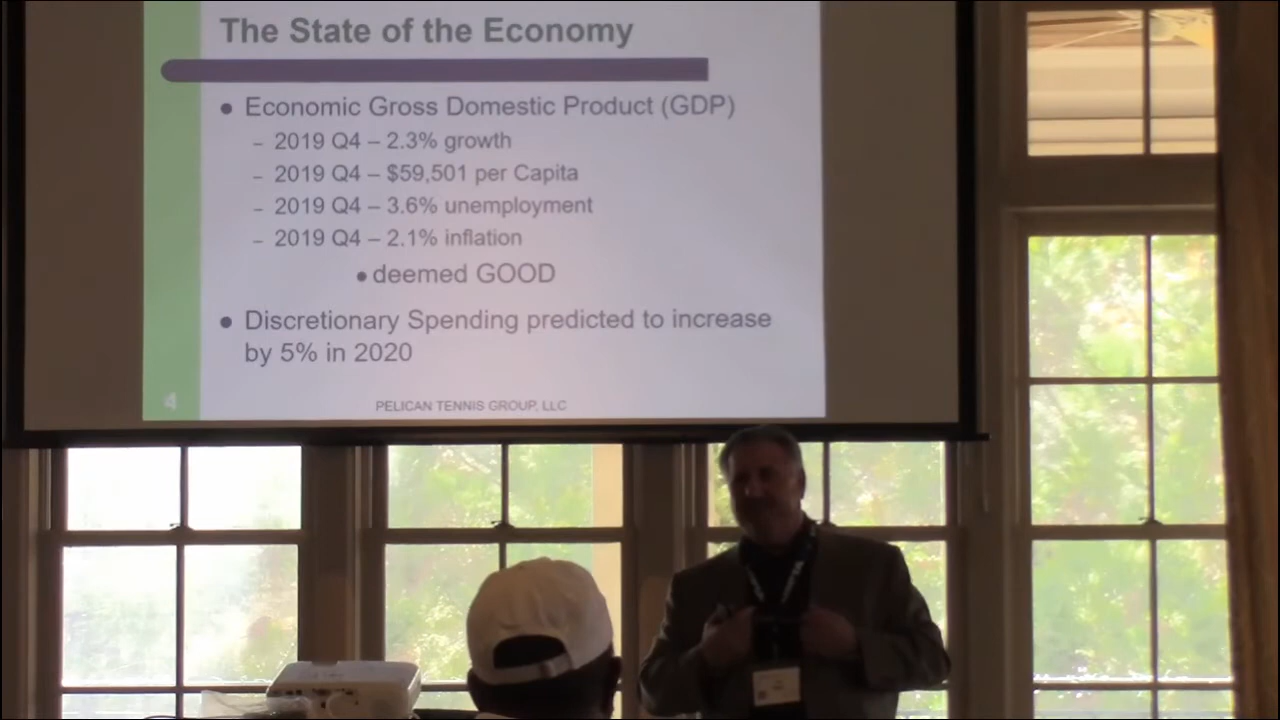 The State of the Economy
• Economic Gross Domestic Product (GDP)
– 2019 Q4 – 2.3% growth
– 2019 Q4 – $59,501 per Capita
– 2019 Q4 – 3.6% unemployment
– 2019 Q4 – 2.1% inflation
• deemed GOOD
• Discretionary Spending predicted to increase
by 5% in 2020
4
PELICAN TENNIS GROUP, LLC